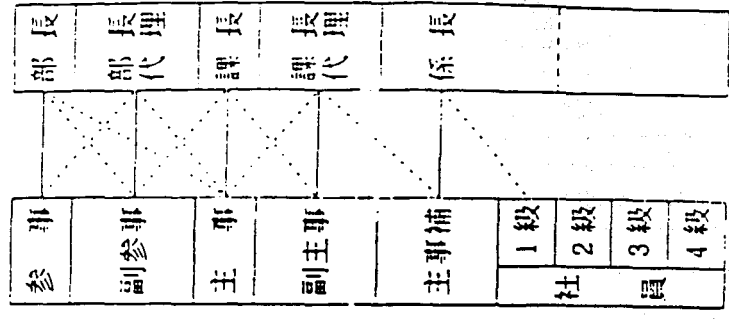 部長
部長代理
課長
課長代理
係長
参事
副参事
主事
副主事
主事補
社員
1級
2級
3級
4級